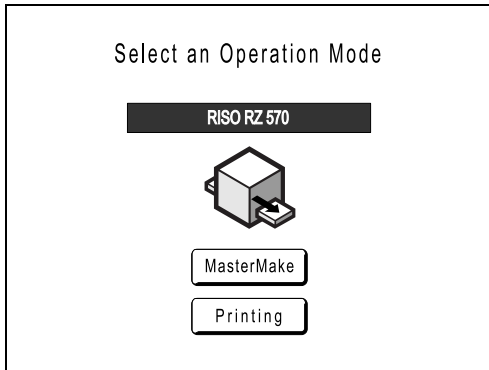 Select an Operation Mode
RISO RZ 570
MasterMake
Printing